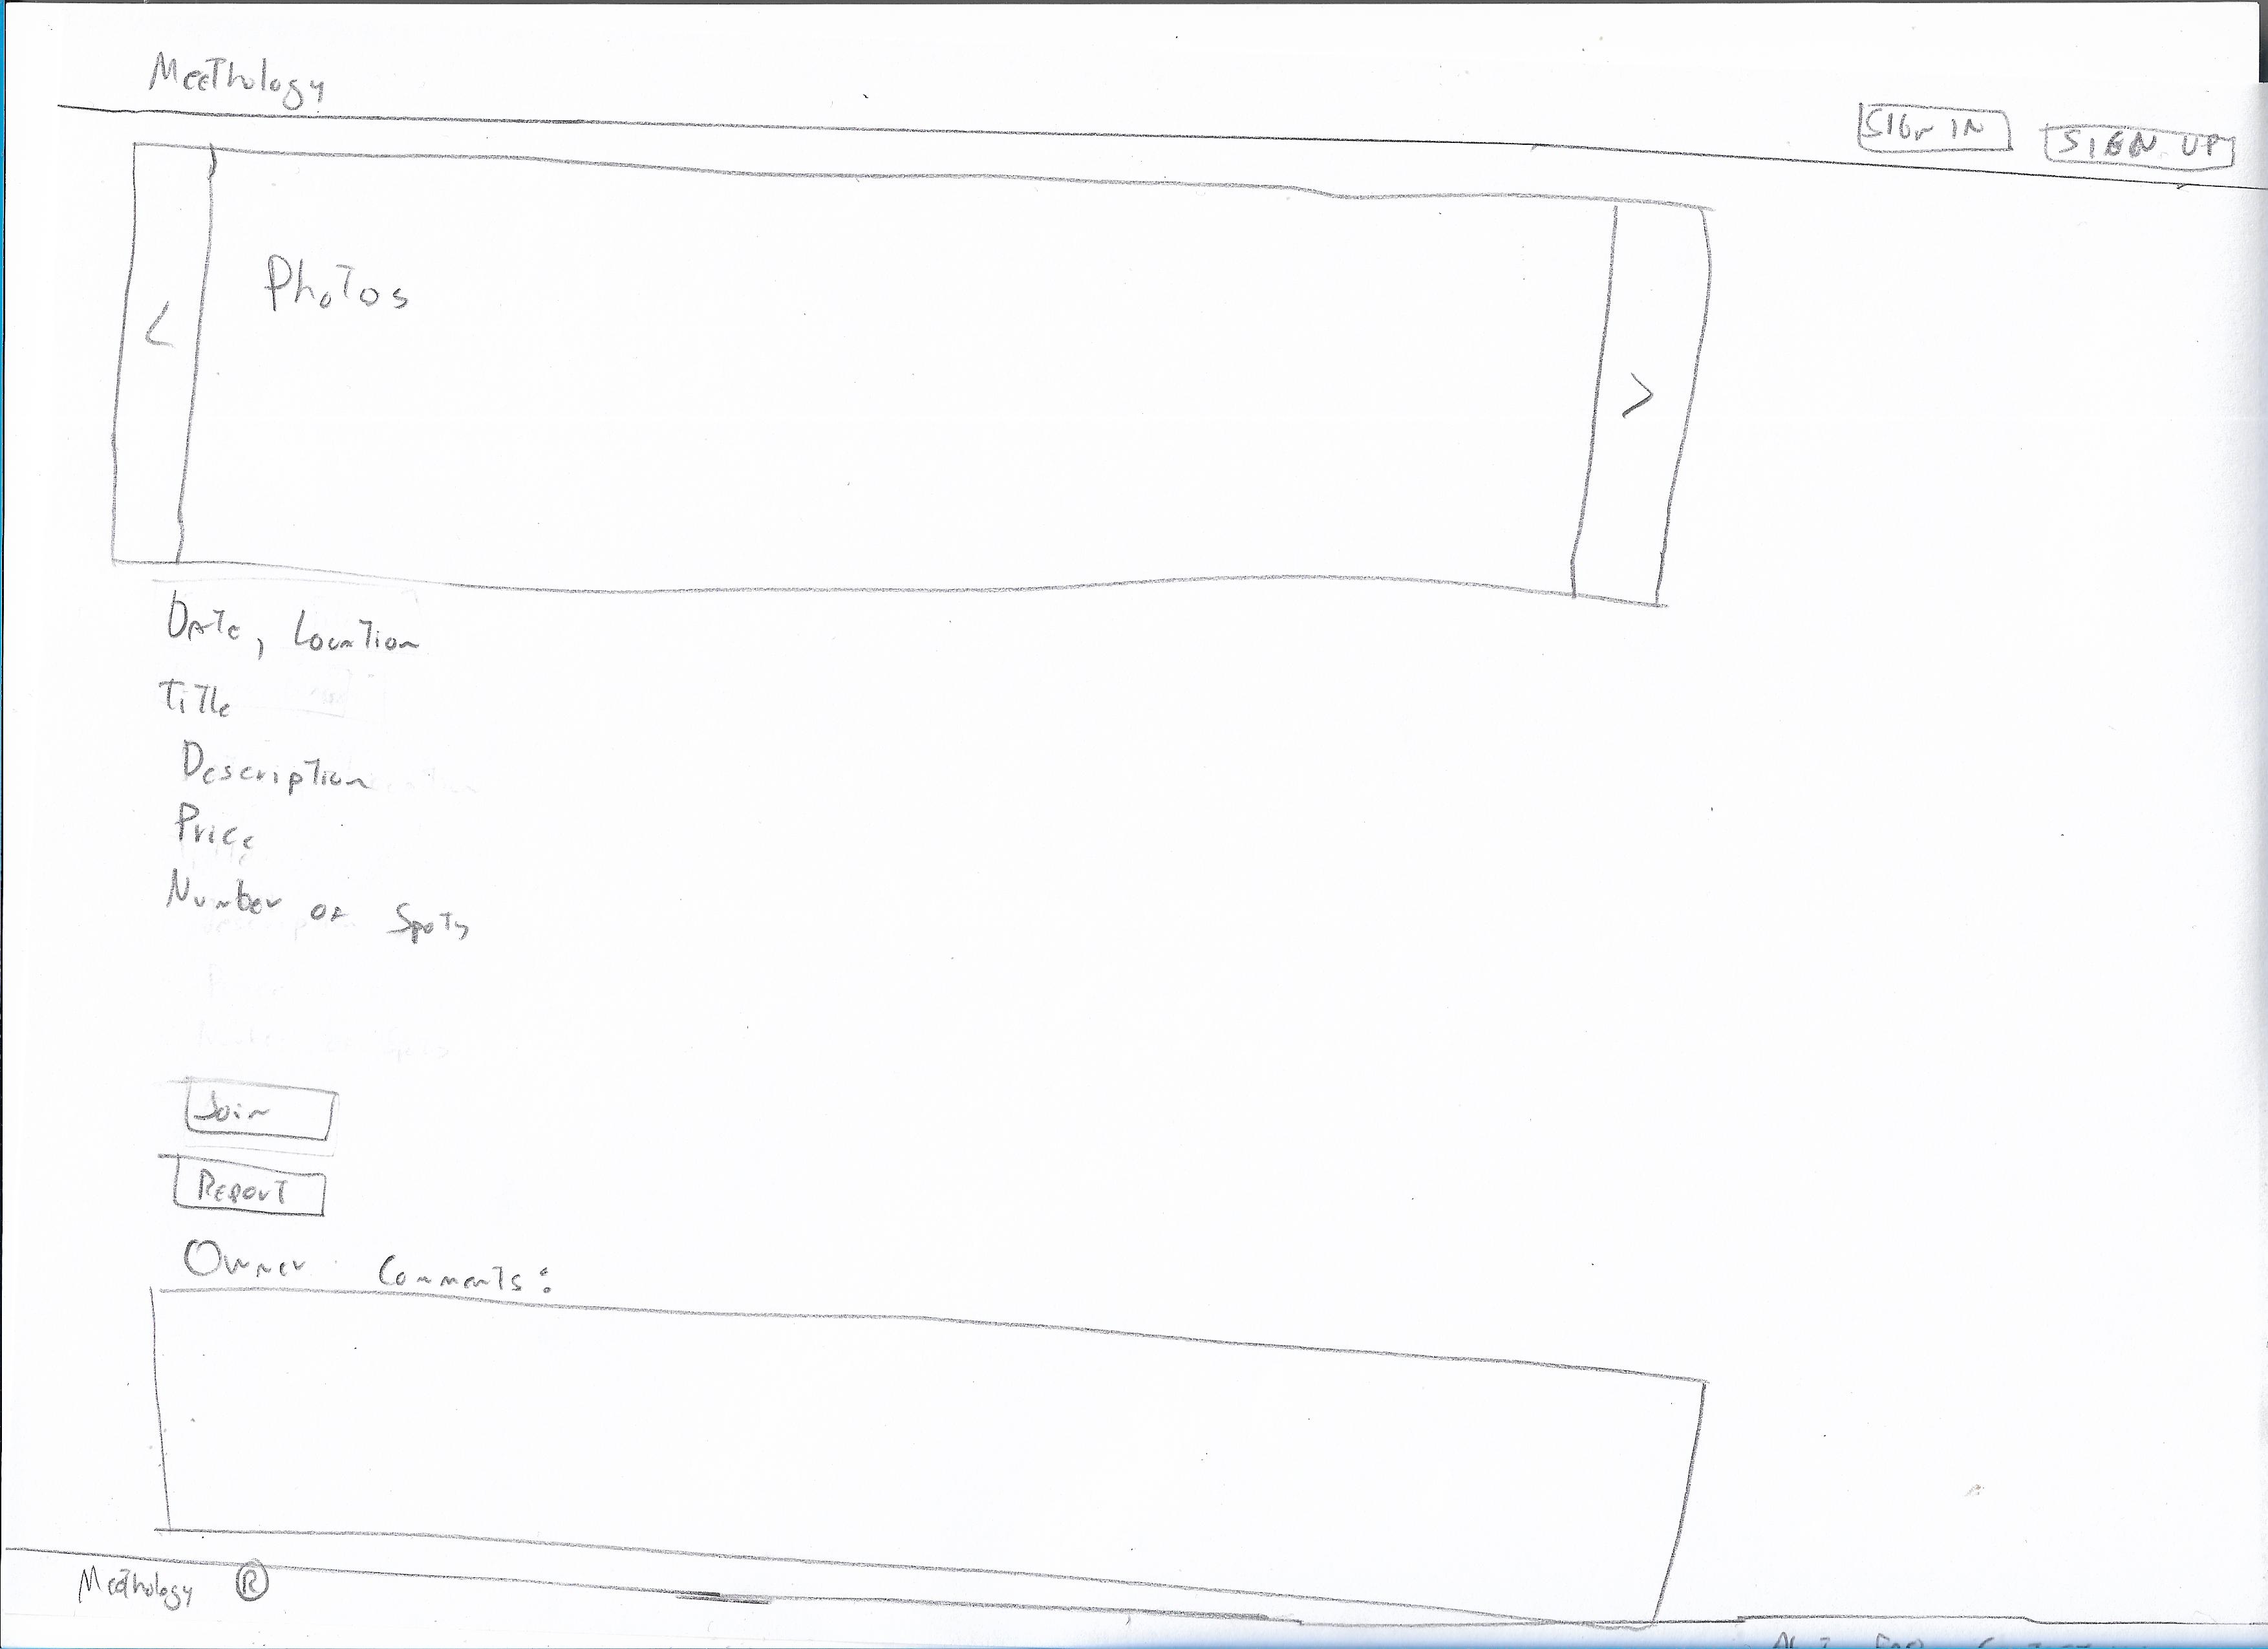 Meethology
SIGN IN SIGN UP
Photos
<
>
Date, Location
Title
Description
Price
Number of Spots
Join
Report
Owner Comments:
Meethology ®